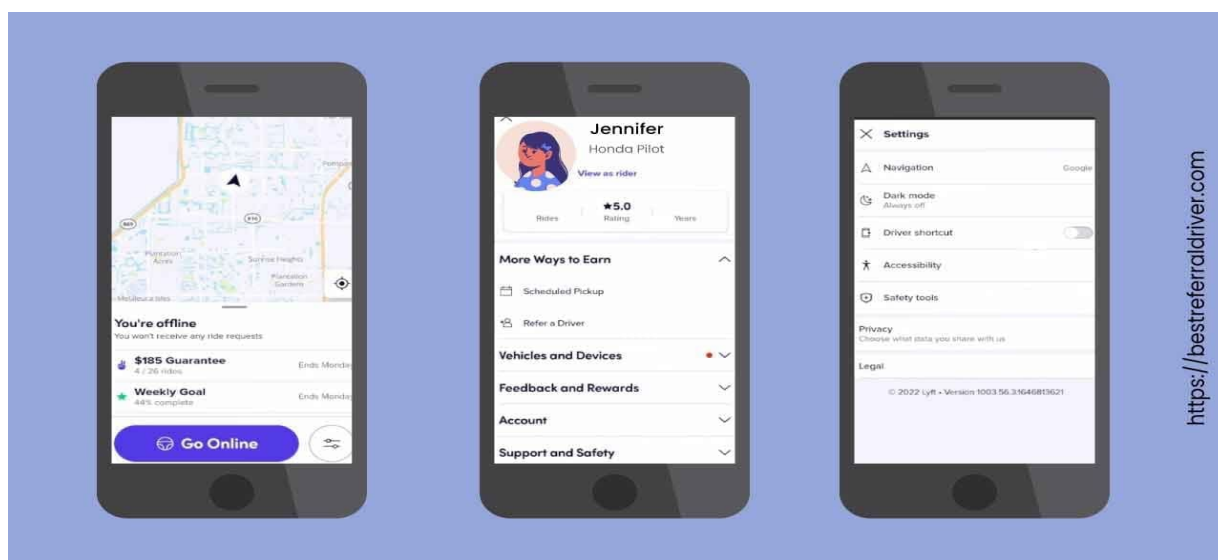 869
816
Plantation
Acres
Sunrise Heights
Plantation
Gardens
You're offline
You won't receive any ride requests
$185 Guarantee
4 / 26 rides
Ends Monday
Weekly Goal
44% complete
Ends Monday
Go Online
Jennifer
Honda Pilot
View as rider
★5.0
Rides
Rating
Years
More Ways to Earn
Scheduled Pickup
Refer a Driver
Vehicles and Devices
Feedback and Rewards
Account
Support and Safety
Settings
Navigation
Google
Dark mode
Always off
Driver shortcut
Accessibility
Safety tools
Privacy
Choose what data you share with us
Legal
© 2022 Lyft • Version 1003.56.3.1646813621
https://bestreferraldriver.com